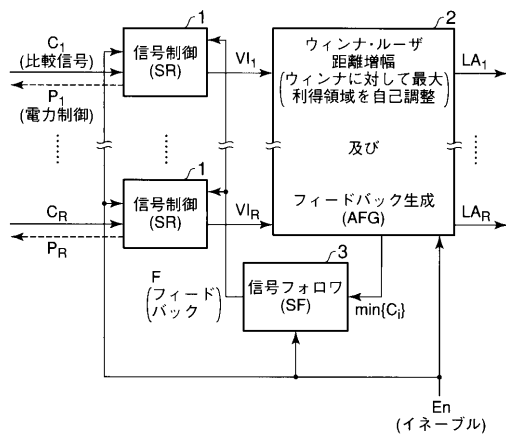 1
C1
(比較信号)
信号制御
(SR)
VI1
P1
(電力制御)
2
ウィンナ・ルーザ
距離増幅
(ウィンナに対して最大
利得領域を自己調整)
及び
フィードバック生成
(AFG)
LA1
1
信号制御
(SR)
CR
VIR
PR
LAR
F
(フィード
バック)
3
信号フォロワ
(SF)
min{Ci}
En
(イネーブル)